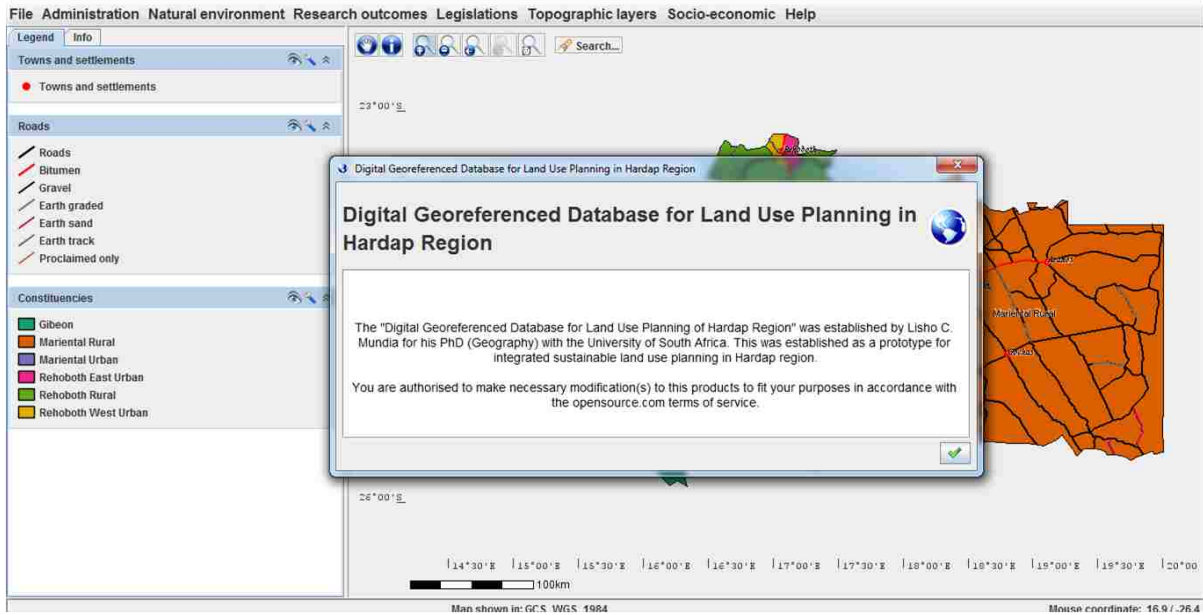 File Administration Natural environment Research outcomes Legislations Topographic layers Socio-economic Help
Legend Info
Search...
Towns and settlements
Towns and settlements
Roads
Roads
Bitumen
Gravel
Earth graded
Earth sand
Earth track
Proclaimed only
Constituencies
Gibeon
Mariental Rural
Mariental Urban
Rehoboth East Urban
Rehoboth Rural
Rehoboth West Urban
23°00'S
Rehoboth
Digital Georeferenced Database for Land Use Planning in Hardap Region
Digital Georeferenced Database for Land Use Planning in
Hardap Region
The "Digital Georeferenced Database for Land Use Planning of Hardap Region" was established by Lisho C.
Mundia for his PhD (Geography) with the University of South Africa. This was established as a prototype for
integrated sustainable land use planning in Hardap region.
You are authorised to make necessary modification(s) to this products to fit your purposes in accordance with
the opensource.com terms of service.
Mariental Rural
26°00'S
14°30'E 15°00'E 15°30'E 16°00'E 16°30'E 17°00'E 17°30'E 18°00'E 18°30'E 19°00'E 19°30'E 20°00
100km
Map shown in: GCS_WGS_1984
Mouse coordinate: 16.9 / -26.4